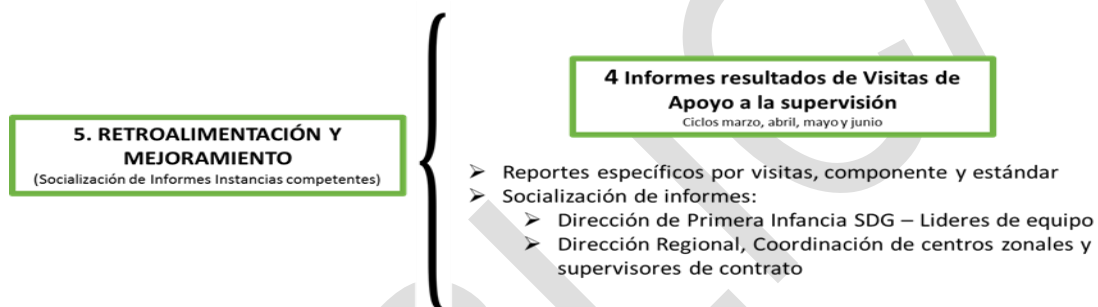 5. RETROALIMENTACIÓN Y
MEJORAMIENTO
(Socialización de Informes Instancias competentes)
4 Informes resultados de Visitas de
Apoyo a la supervisión
Ciclos marzo, abril, mayo y junio
➢ Reportes específicos por visitas, componente y estándar
➢ Socialización de informes:
➢ Dirección de Primera Infancia SDG – Lideres de equipo
➢ Dirección Regional, Coordinación de centros zonales y
supervisores de contrato